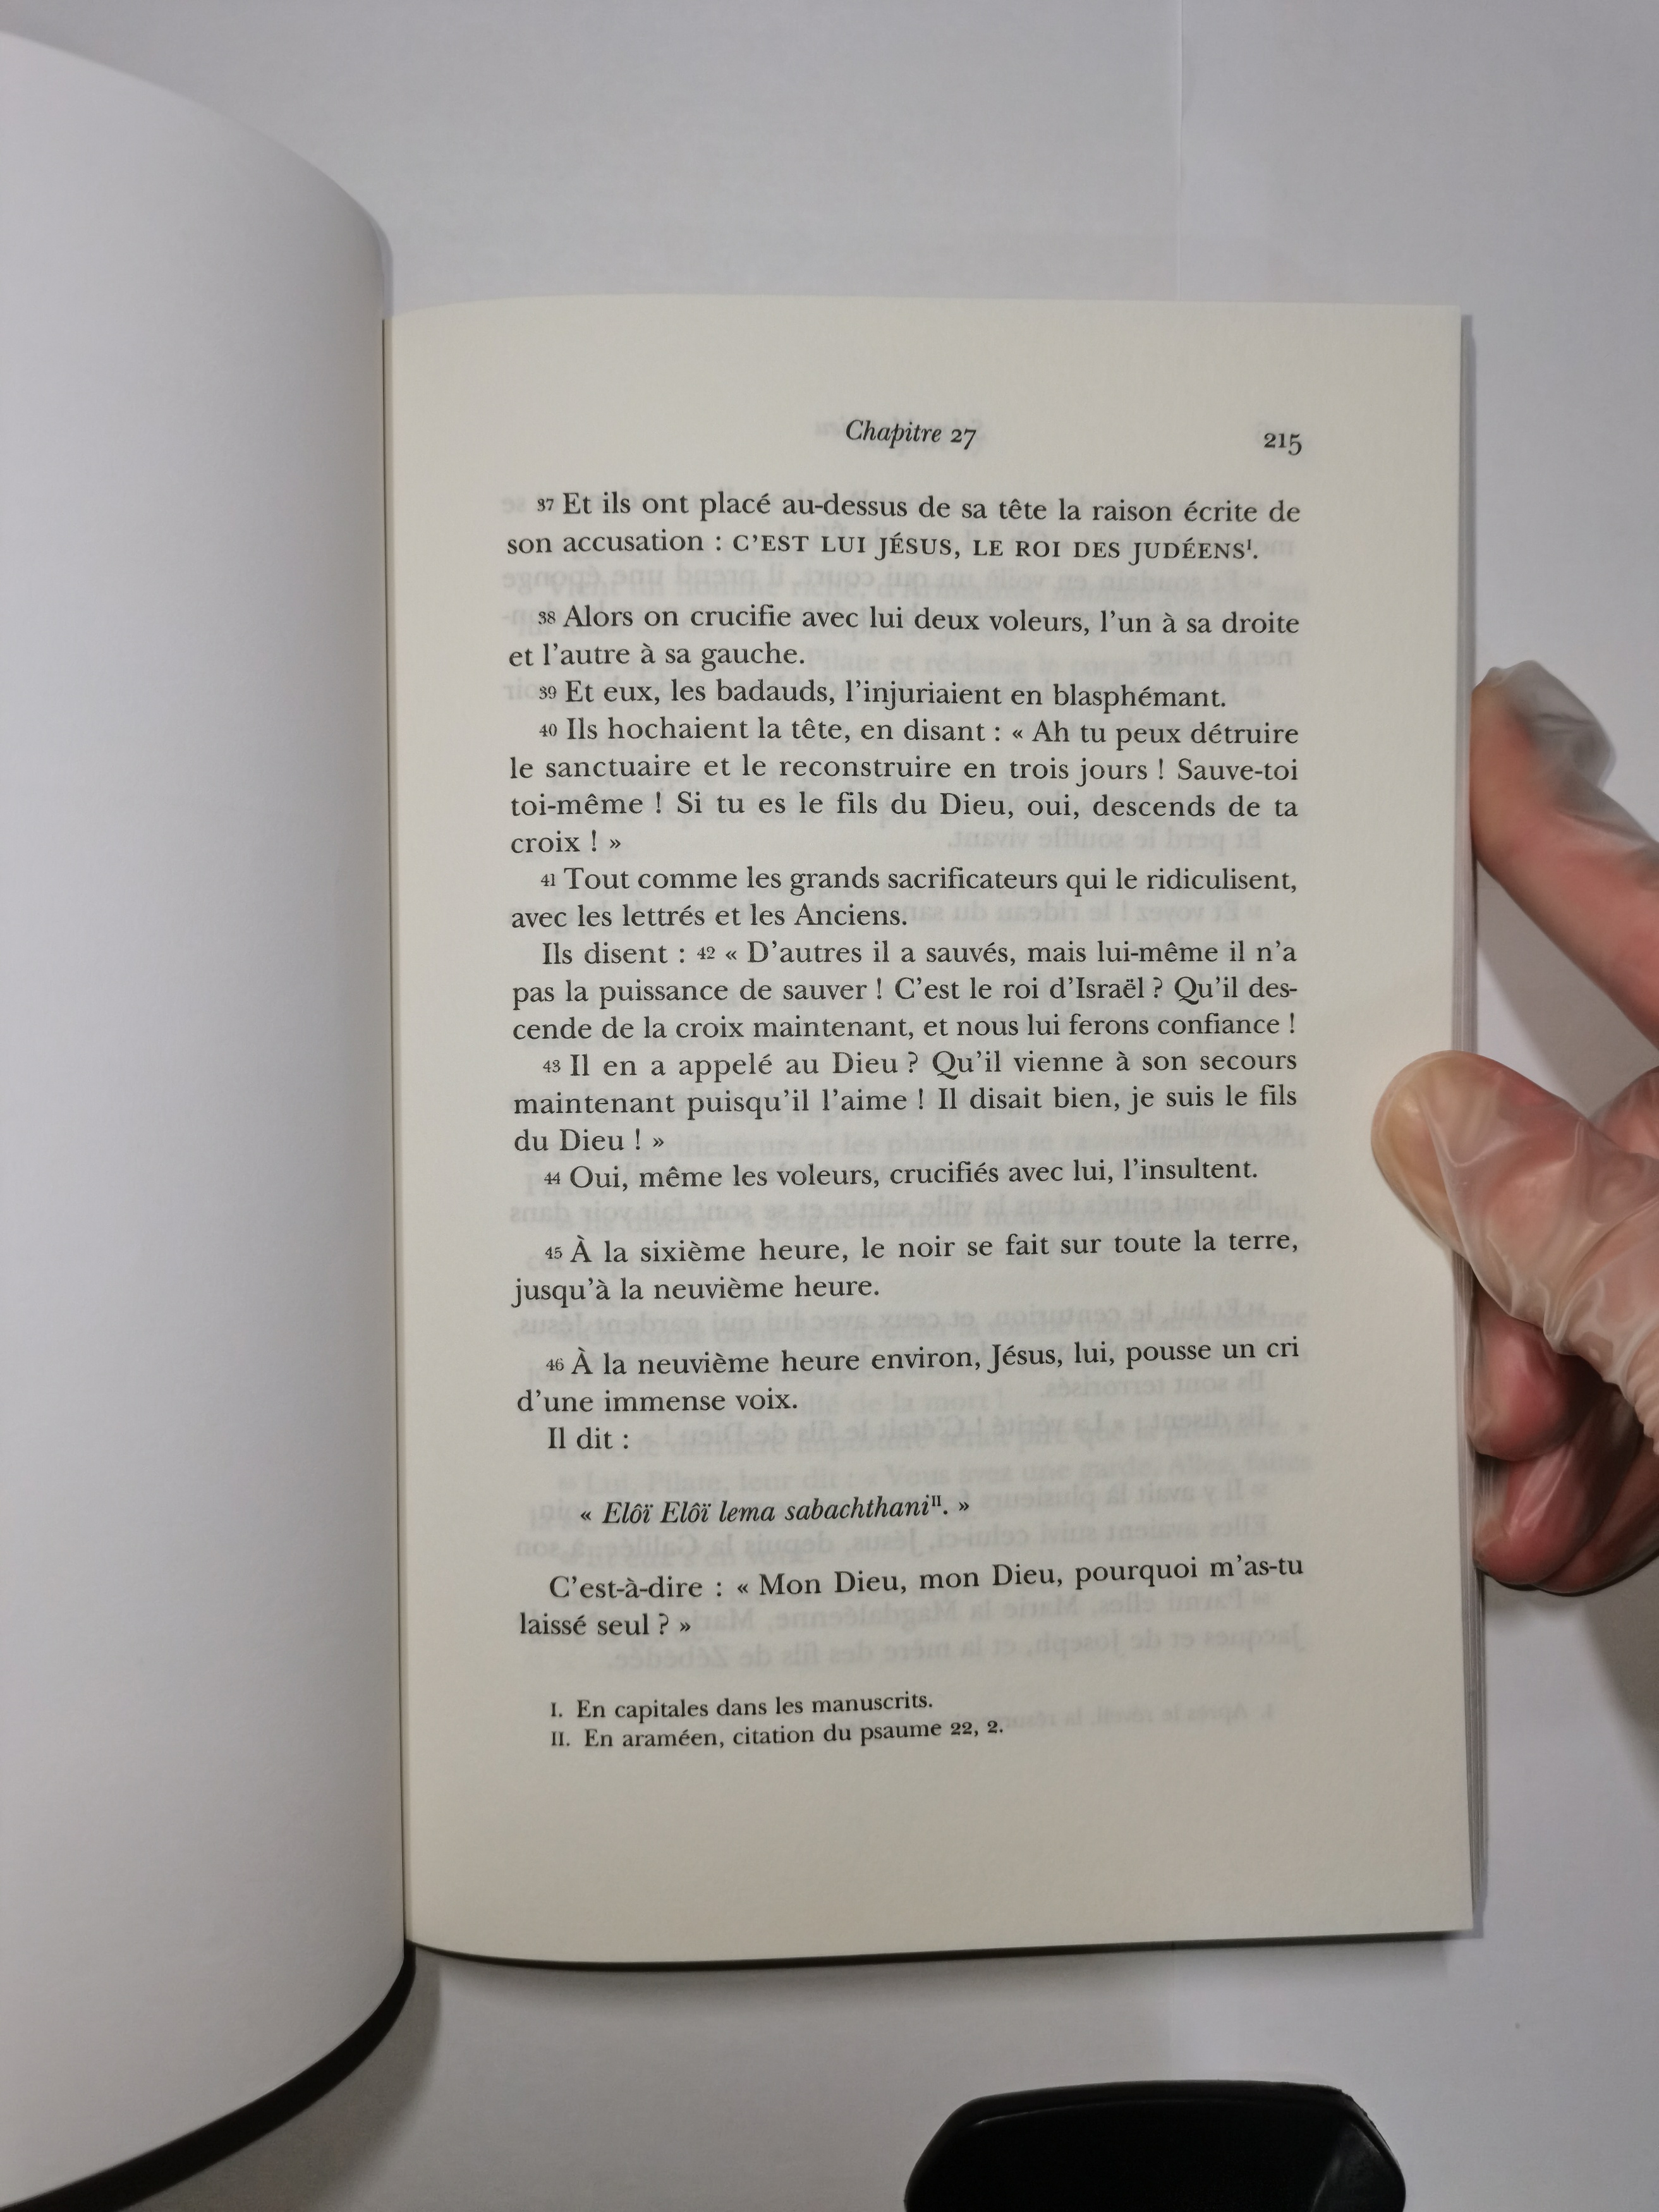 Chapitre 27 215
37 Et ils ont placé au-dessus de sa tête la raison écrite de
son accusation : C'EST LUI JÉSUS, LE ROI DES JUDÉENS¹.
38 Alors on crucifie avec lui deux voleurs, l'un à sa droite
et l'autre à sa gauche.
39 Et eux, les badauds, l'injuriaient en blasphémant.
40 Ils hochaient la tête, en disant : « Ah tu peux détruire
le sanctuaire et le reconstruire en trois jours ! Sauve-toi
toi-même ! Si tu es le fils du Dieu, oui, descends de ta
croix ! »
41 Tout comme les grands sacrificateurs qui le ridiculisent,
avec les lettrés et les Anciens.
Ils disent : 42 « D'autres il a sauvés, mais lui-même il n'a
pas la puissance de sauver ! C'est le roi d'Israël ? Qu'il des-
cende de la croix maintenant, et nous lui ferons confiance !
43 Il en a appelé au Dieu ? Qu'il vienne à son secours
maintenant puisqu'il l'aime ! Il disait bien, je suis le fils
du Dieu ! »
44 Oui, même les voleurs, crucifiés avec lui, l'insultent.
45 À la sixième heure, le noir se fait sur toute la terre,
jusqu'à la neuvième heure.
46 À la neuvième heure environ, Jésus, lui, pousse un cri
d'une immense voix.
Il dit :
« Elôï Elôï lema sabachthaniII. »
C'est-à-dire : « Mon Dieu, mon Dieu, pourquoi m'as-tu
laissé seul ? »
I. En capitales dans les manuscrits.
II. En araméen, citation du psaume 22, 2.